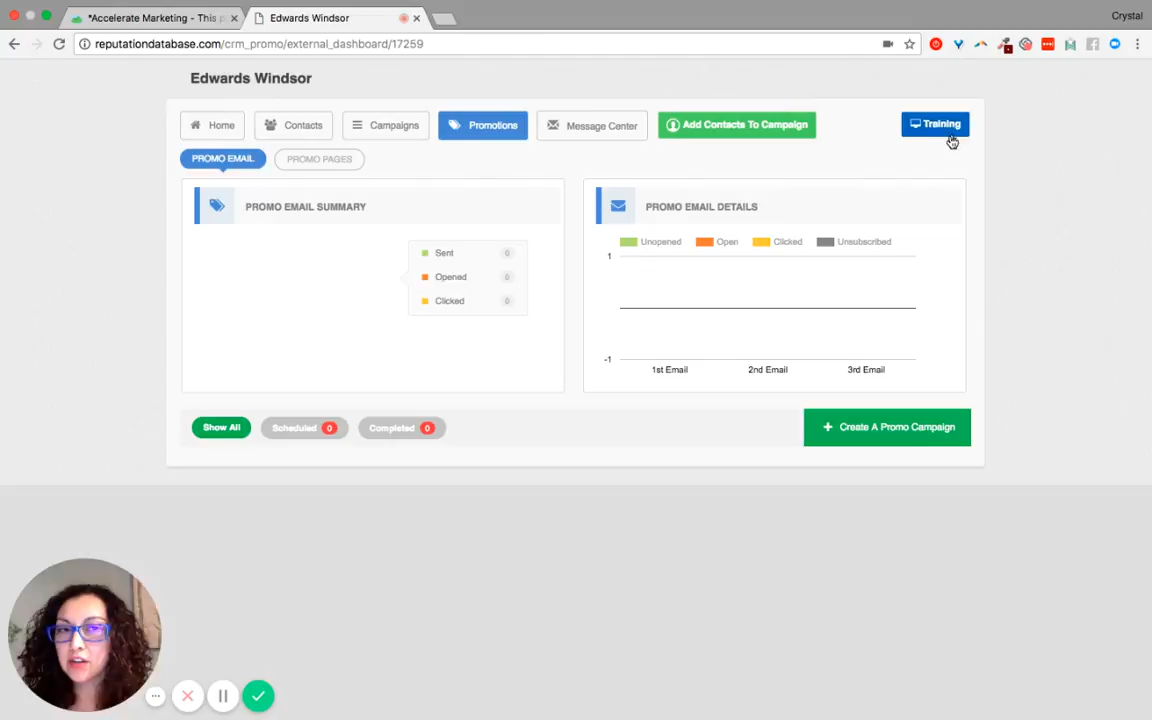 *Accelerate Marketing - This p
Edwards Windsor
Crystal
reputationdatabase.com/crm_promo/external_dashboard/17259
Edwards Windsor
Home
Contacts
Campaigns
Promotions
Message Center
Add Contacts To Campaign
Training
PROMO EMAIL
PROMO PAGES
PROMO EMAIL SUMMARY
Sent 0
Opened 0
Clicked 0
PROMO EMAIL DETAILS
Unopened Open Clicked Unsubscribed
1
-1
1st Email 2nd Email 3rd Email
Show All
Scheduled 0
Completed 0
+ Create A Promo Campaign